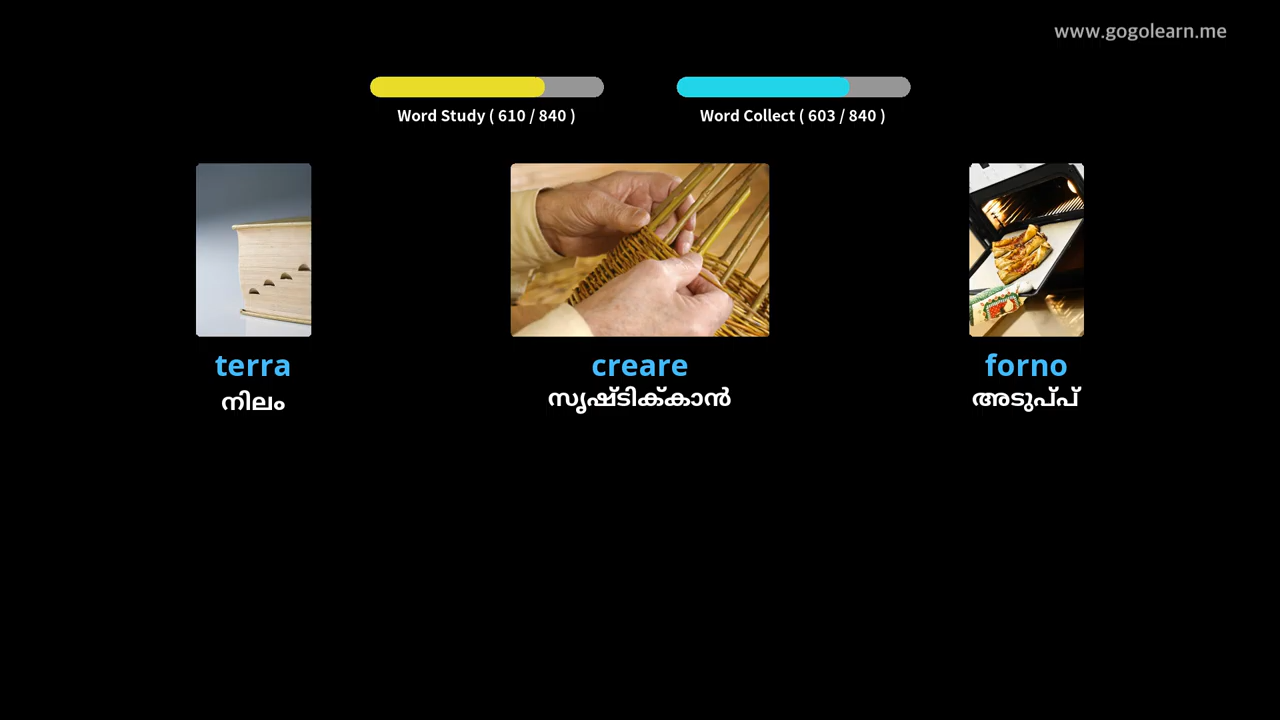 www.gogolearn.me
Word Study ( 610 / 840 )
Word Collect ( 603 / 840 )
terra
നിലം
creare
സൃഷ്ടിക്കാൻ
forno
അടുപ്പ്